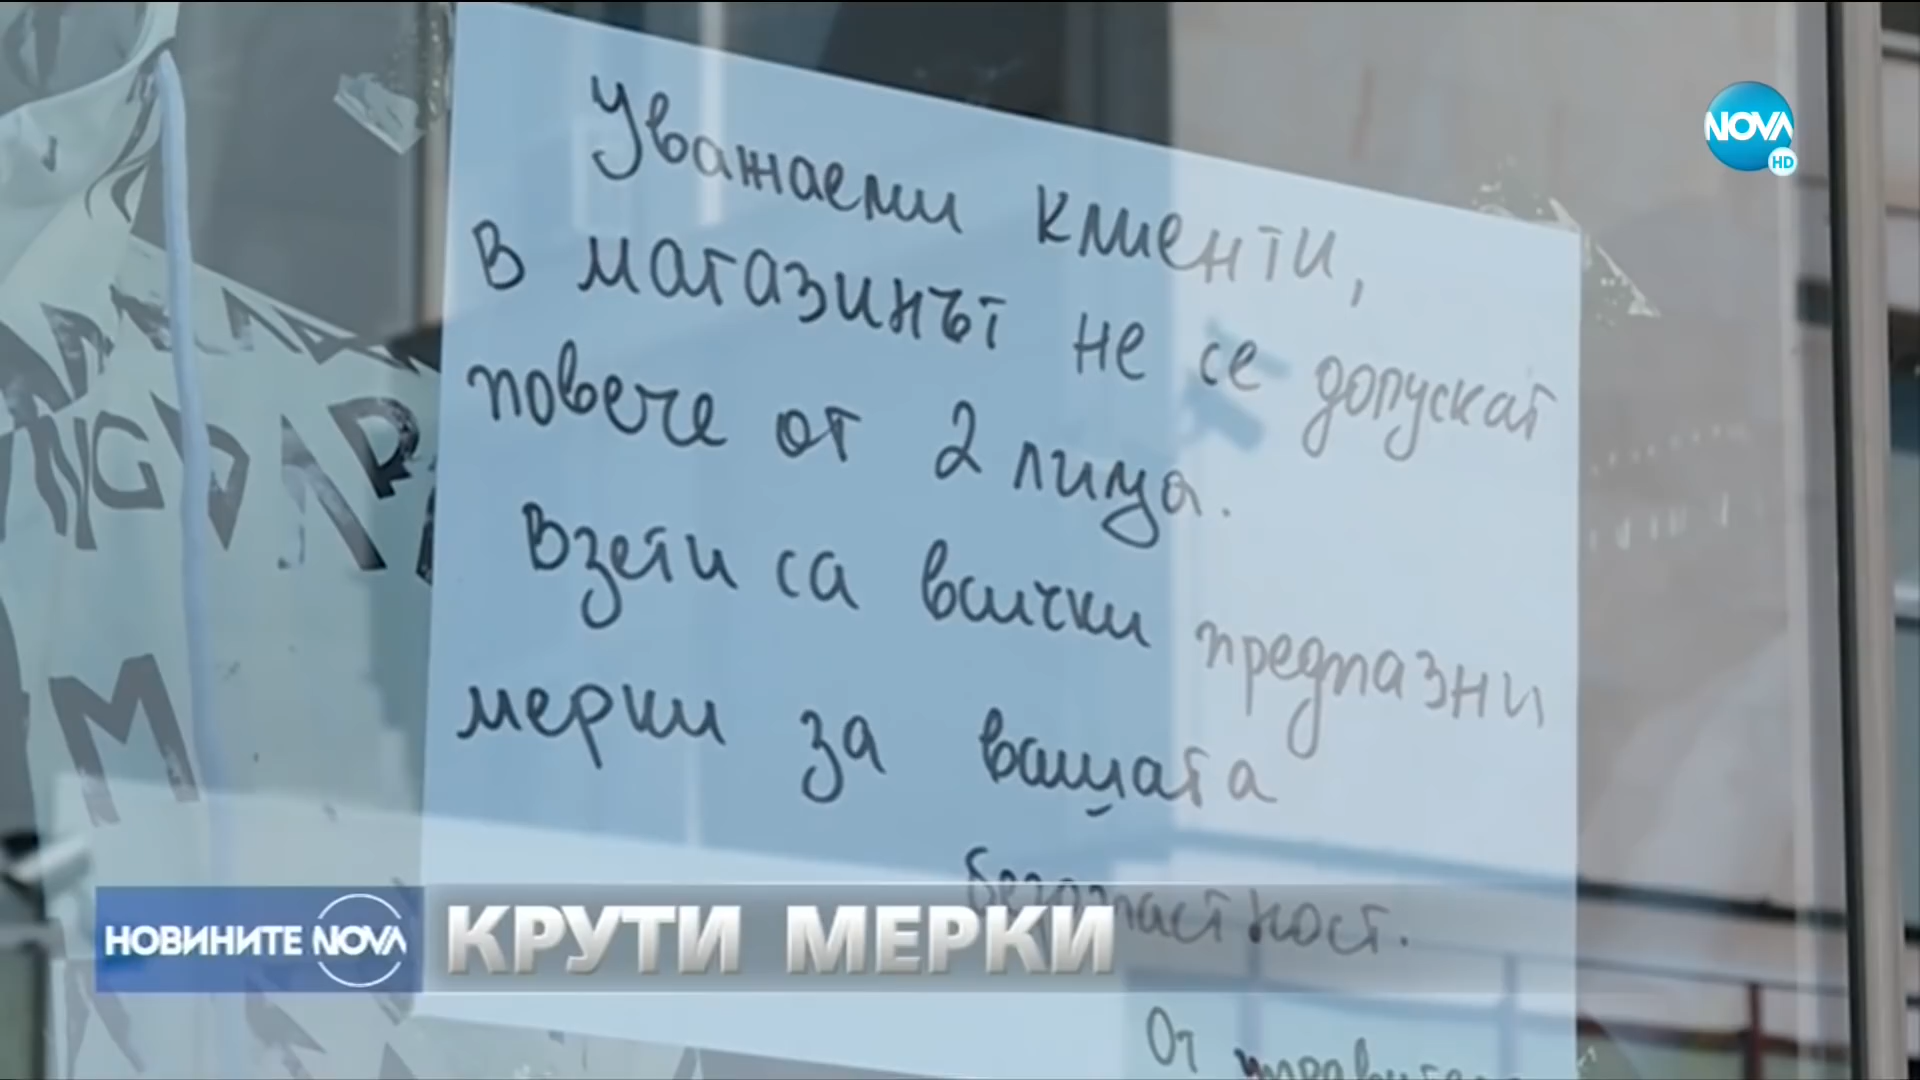 Уважаеми клиенти,
в магазинът не се допускат
повече от 2 лица.
Взети са всички предпазни
мерки за вашата
безопастност.
От
NOVA
HD
НОВИНИТЕ NOVA
КРУТИ МЕРКИ